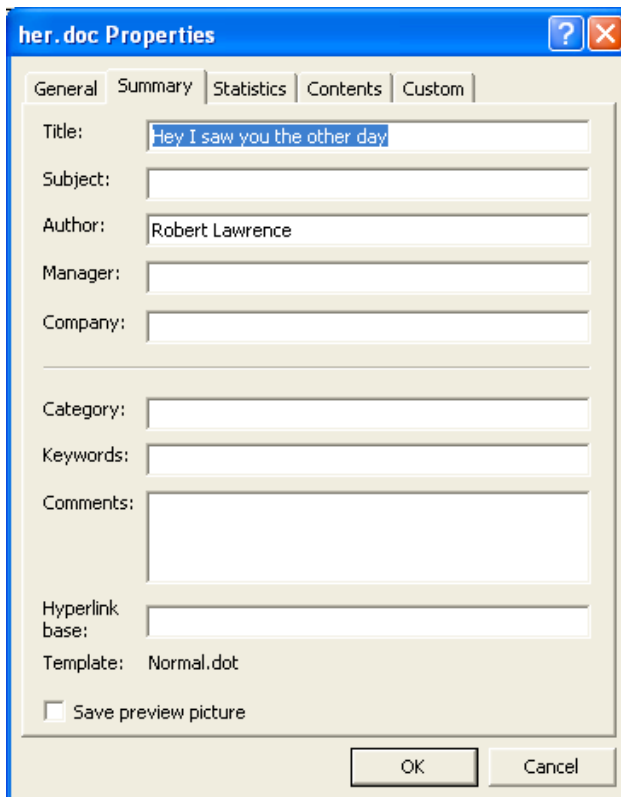 her.doc Properties
General Summary Statistics Contents Custom
Title: Hey I saw you the other day
Subject:
Author: Robert Lawrence
Manager:
Company:
Category:
Keywords:
Comments:
Hyperlink
base:
Template: Normal.dot
Save preview picture
OK Cancel